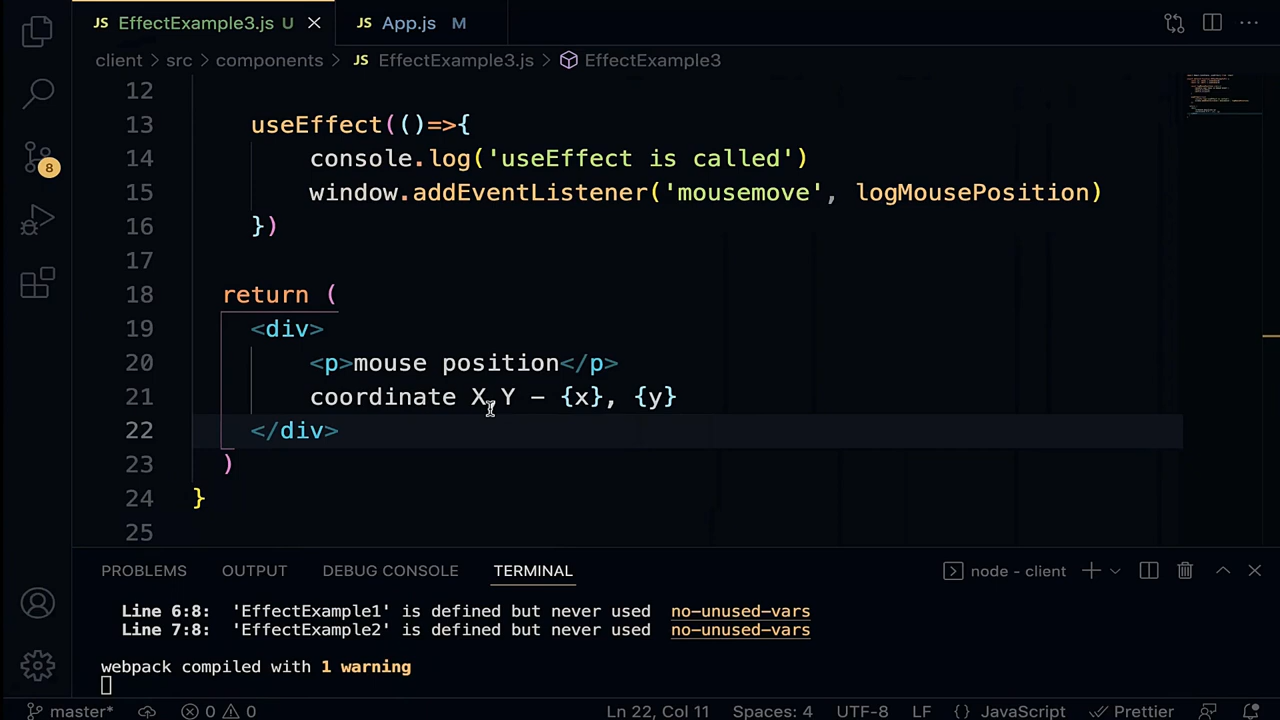 JS EffectExample3.js U JS App.js M
client > src > components > JS EffectExample3.js > EffectExample3
12
13 useEffect(()=>{
14 console.log('useEffect is called')
15 window.addEventListener('mousemove', logMousePosition)
16 })
17
18 return (
19 <div>
20 <p>mouse position</p>
21 coordinate X,Y - {x}, {y}
22 </div>
23 )
24 }
25
8
PROBLEMS OUTPUT DEBUG CONSOLE TERMINAL node - client
Line 6:8: 'EffectExample1' is defined but never used no-unused-vars
Line 7:8: 'EffectExample2' is defined but never used no-unused-vars
webpack compiled with 1 warning
master* 0 0 Ln 22, Col 11 Spaces: 4 UTF-8 LF {} JavaScript Prettier